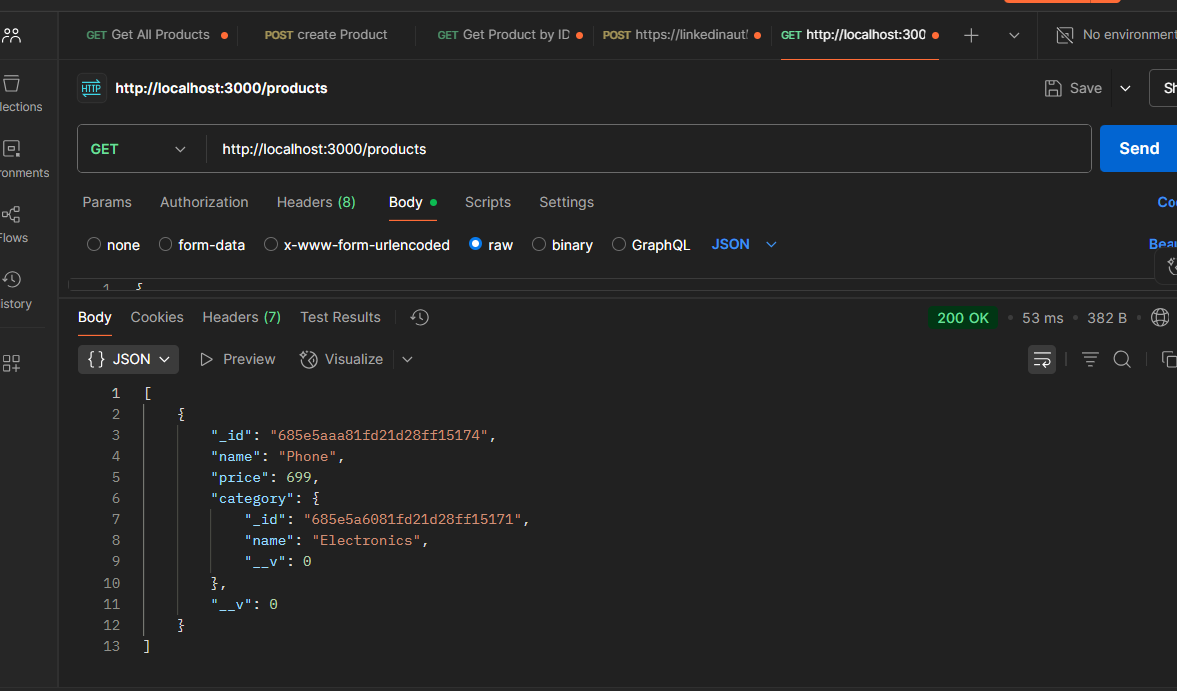 GET Get All Products
POST create Product
GET Get Product by ID
POST https://linkedinaut!
GET http://localhost:300
No environment
HTTP http://localhost:3000/products
Save
Sh
lections
GET http://localhost:3000/products
Send
ronments
Params Authorization Headers (8) Body Scripts Settings
Coo
Flows
none form-data x-www-form-urlencoded raw binary GraphQL JSON
Beau
1 {
istory
Body Cookies Headers (7) Test Results
200 OK • 53 ms • 382 B •
{} JSON Preview Visualize
1 [
2 {
3 "_id": "685e5aaa81fd21d28ff15174",
4 "name": "Phone",
5 "price": 699,
6 "category": {
7 "_id": "685e5a6081fd21d28ff15171",
8 "name": "Electronics",
9 "__v": 0
10 },
11 "__v": 0
12 }
13 ]